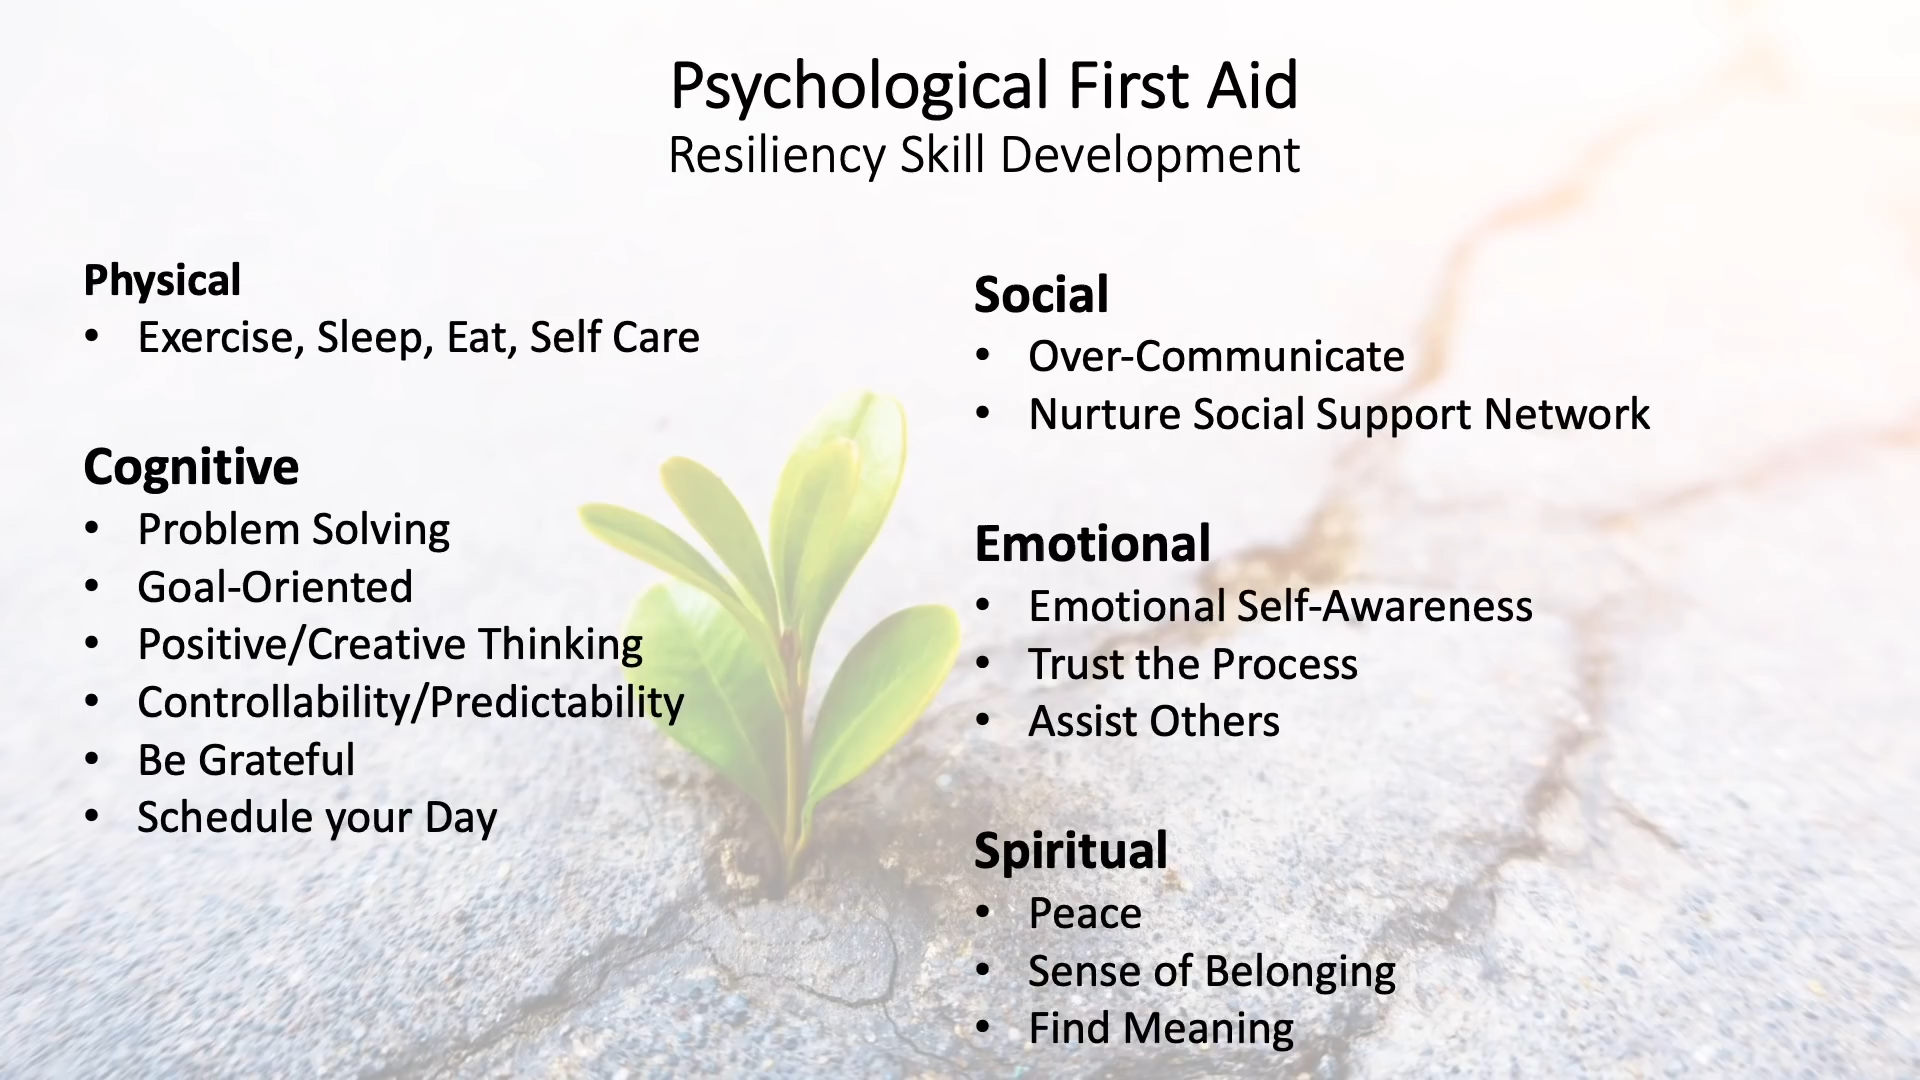 Psychological First Aid
Resiliency Skill Development
Physical
• Exercise, Sleep, Eat, Self Care
Cognitive
• Problem Solving
• Goal-Oriented
• Positive/Creative Thinking
• Controllability/Predictability
• Be Grateful
• Schedule your Day
Social
• Over-Communicate
• Nurture Social Support Network
Emotional
• Emotional Self-Awareness
• Trust the Process
• Assist Others
Spiritual
• Peace
• Sense of Belonging
• Find Meaning